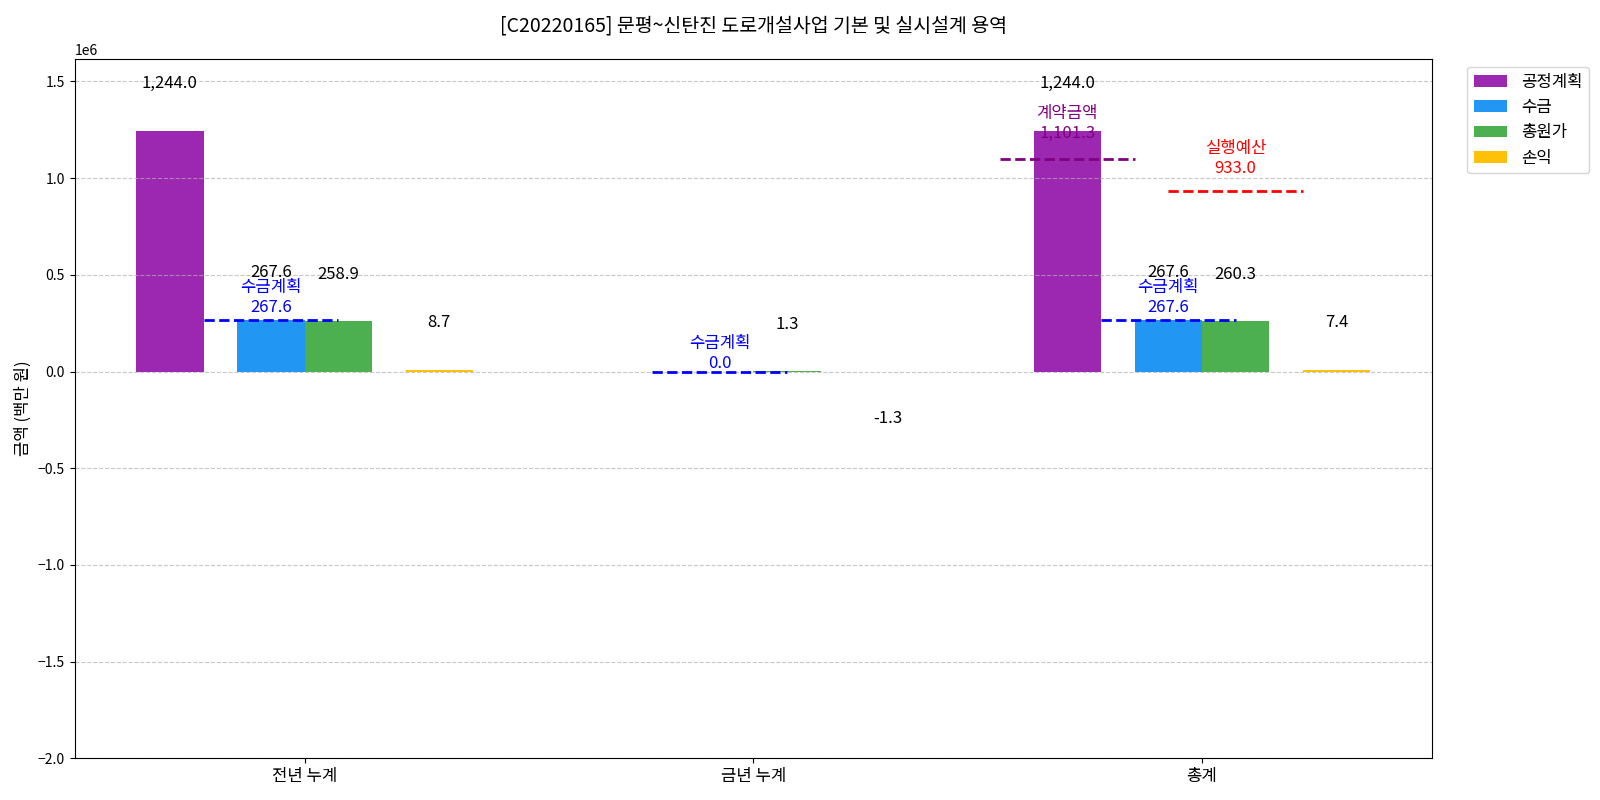 [C20220165] 문평~신탄진 도로개설사업 기본 및 실시설계 용역
1e6
1.5
1.0
0.5
0.0
−0.5
−1.0
−1.5
−2.0
금액 (백만 원)
1,244.0
267.6
258.9
수금계획
267.6
8.7
1.3
수금계획
0.0
-1.3
1,244.0
계약금액
1,101.3
실행예산
933.0
267.6
260.3
수금계획
267.6
7.4
전년 누계
금년 누계
총계
공정계획
수금
총원가
손익